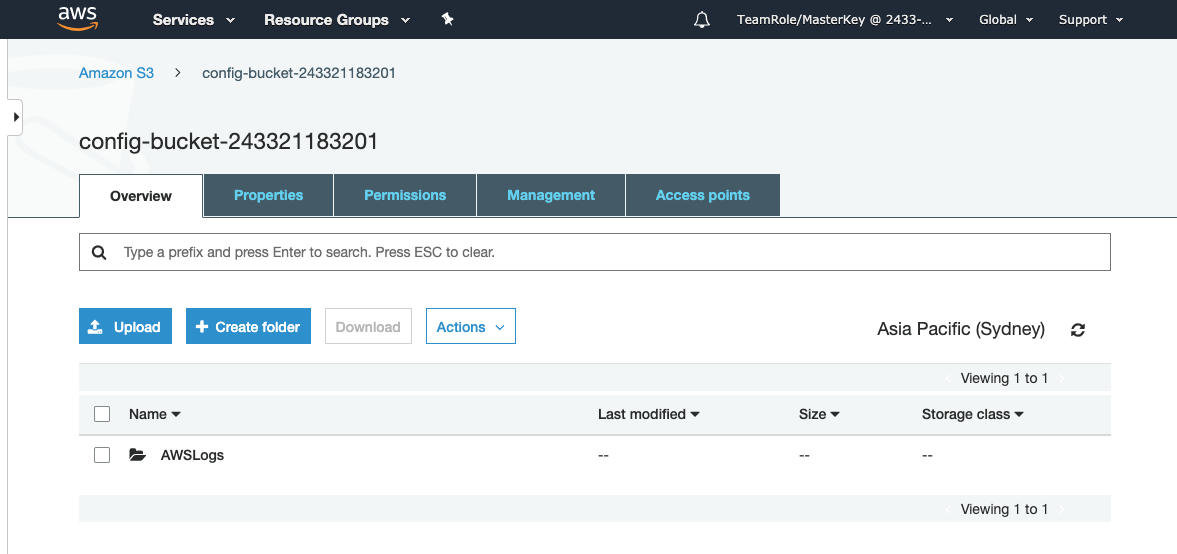 aws Services Resource Groups TeamRole/MasterKey @ 2433-... Global Support
Amazon S3 > config-bucket-243321183201
config-bucket-243321183201
Overview Properties Permissions Management Access points
Type a prefix and press Enter to search. Press ESC to clear.
Upload + Create folder Download Actions Asia Pacific (Sydney)
Viewing 1 to 1
Name Last modified Size Storage class
AWSLogs -- -- --
Viewing 1 to 1